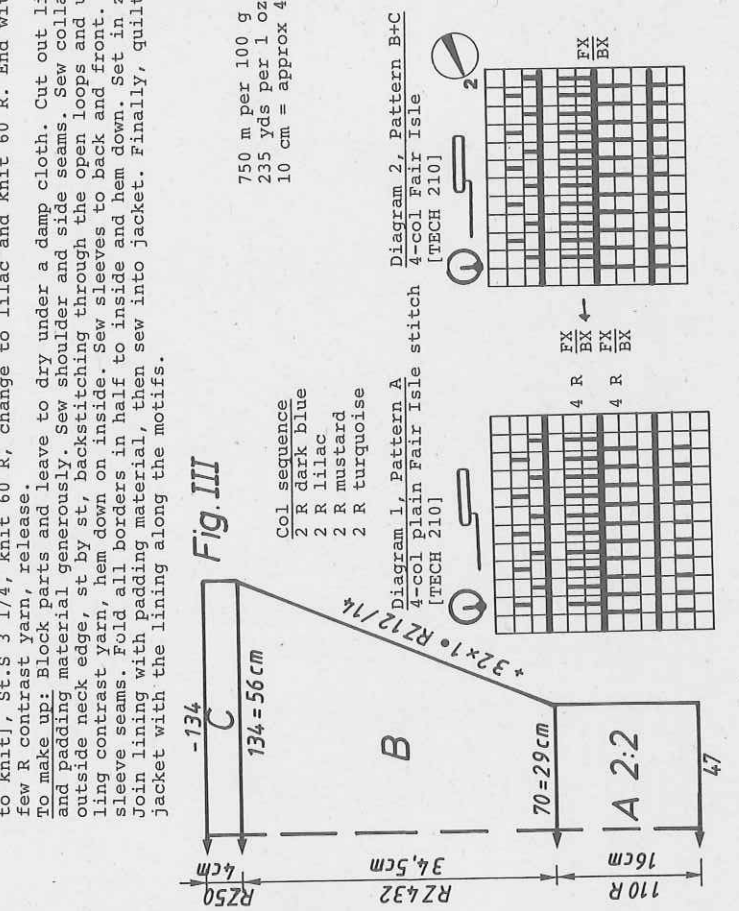 to knit], St.S 3 1/4, knit 60 R, change to lilac and knit 60 R. End wit
few R contrast yarn, release.
To make up: Block parts and leave to dry under a damp cloth. Cut out li
and padding material generously. Sew shoulder and side seams. Sew colla
outside neck edge, st by st, backstitching through the open loops and u
ling contrast yarn, hem down on inside. Sew sleeves to back and front.
sleeve seams. Fold all borders in half to inside and hem down. Set in z
Join lining with padding material, then sew into jacket. Finally, quilt
jacket with the lining along the motifs.
Fig. III
-134
C
134=56cm
B
+32x1•RZ12/14
70=29cm
A 2:2
47
RZ50
4cm
RZ432
34,5cm
110R
16cm
750 m per 100 g
235 yds per 1 oz
10 cm = approx 4
Col sequence
2 R dark blue
2 R lilac
2 R mustard
2 R turquoise
Diagram 1, Pattern A
4-col plain Fair Isle stitch
[TECH 210]
4 R
4 R
FX
BX
FX
BX
Diagram 2, Pattern B+C
4-col Fair Isle
[TECH 210]
2
FX
BX